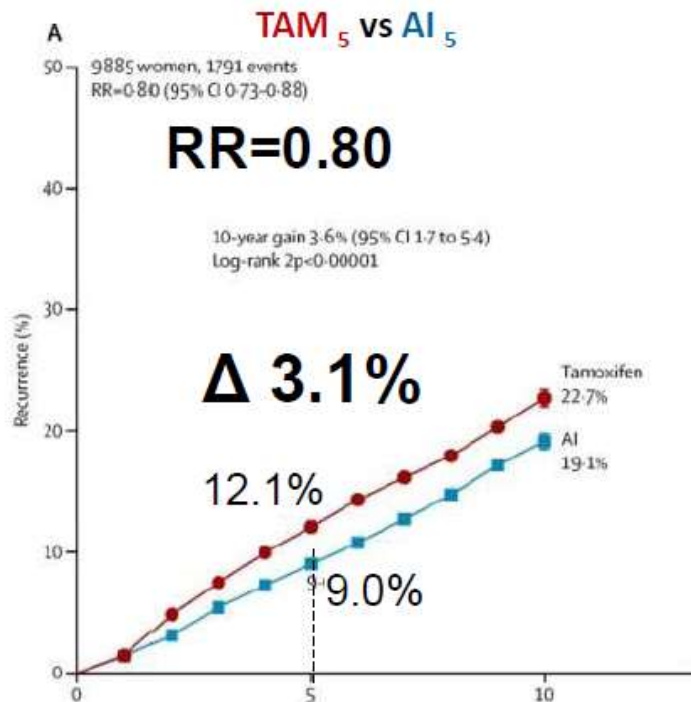 TAM 5 vs AI 5
A
50
9885 women, 1791 events
RR=0·80 (95% CI 0·73–0·88)
RR=0.80
40
10-year gain 3·6% (95% CI 1·7 to 5·4)
Log-rank 2p<0·00001
30
Recurrence (%)
Δ 3.1%
Tamoxifen
22·7%
20
AI
19·1%
12.1%
10
9.0%
0
0
5
10